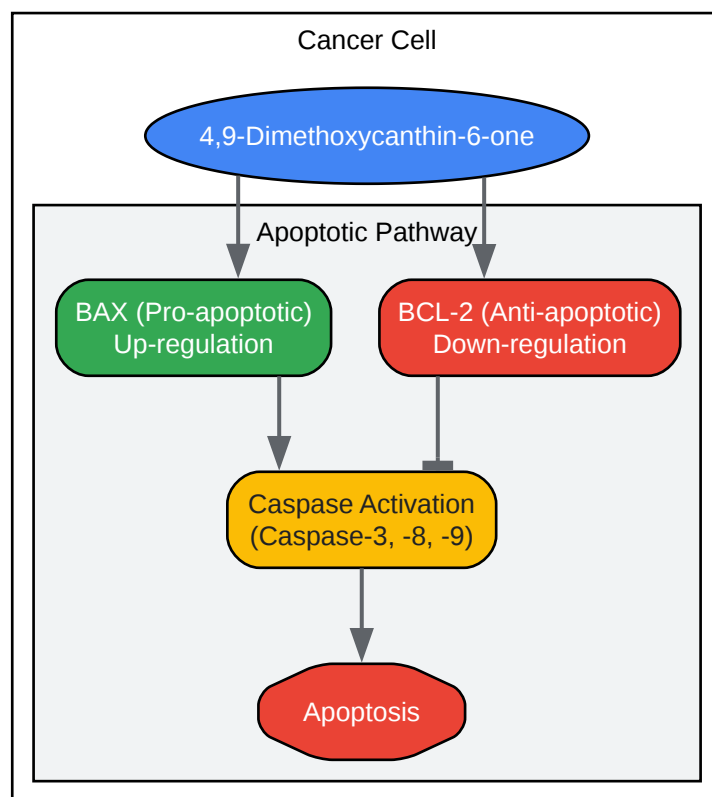 Cancer Cell
4,9-Dimethoxycanthin-6-one
Apoptotic Pathway
BAX (Pro-apoptotic)
Up-regulation
BCL-2 (Anti-apoptotic)
Down-regulation
Caspase Activation
(Caspase-3, -8, -9)
Apoptosis